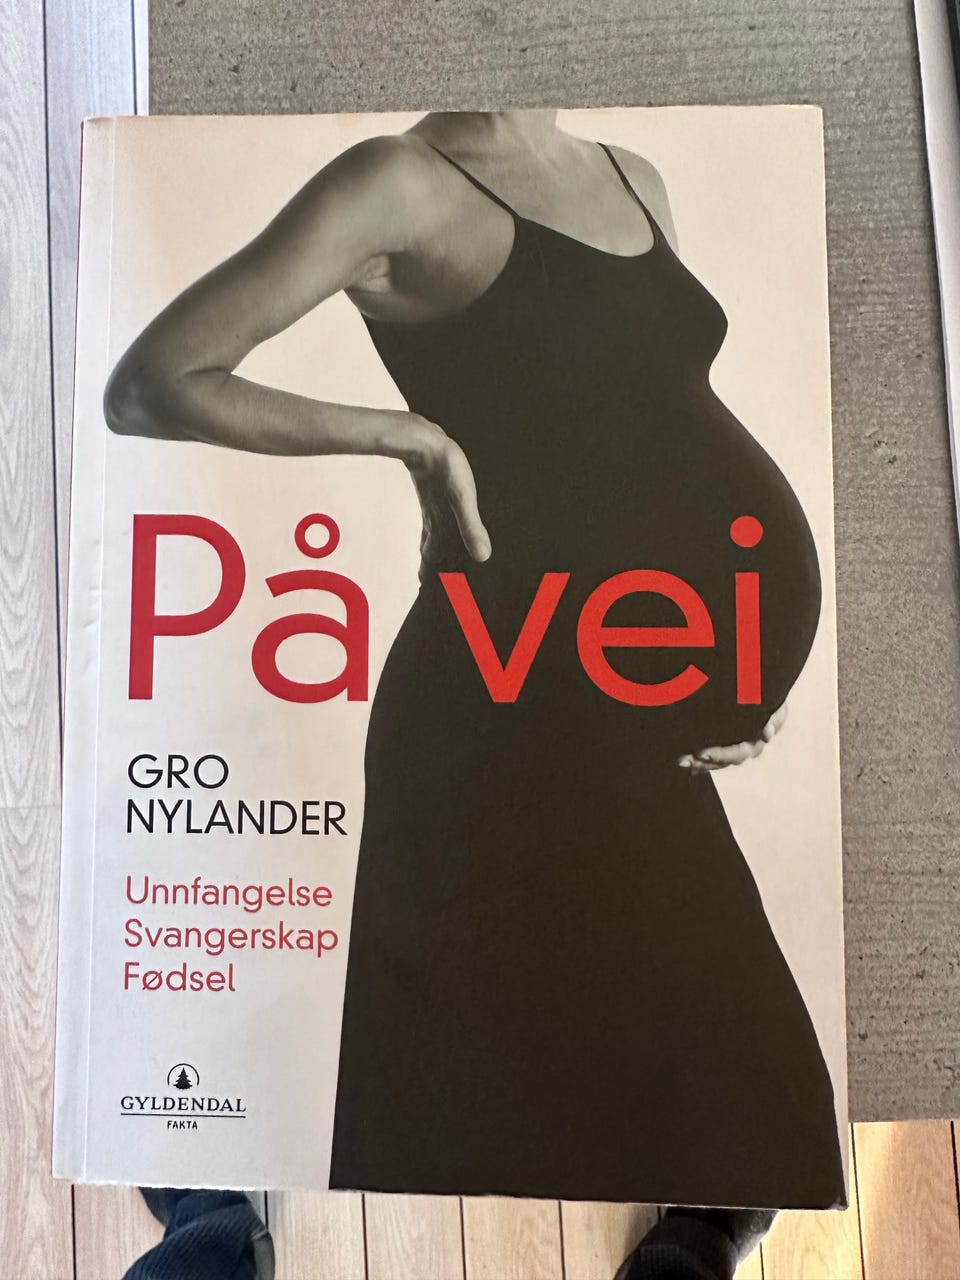 På vei
GRO
NYLANDER
Unnfangelse
Svangerskap
Fødsel
GYLDENDAL
FAKTA